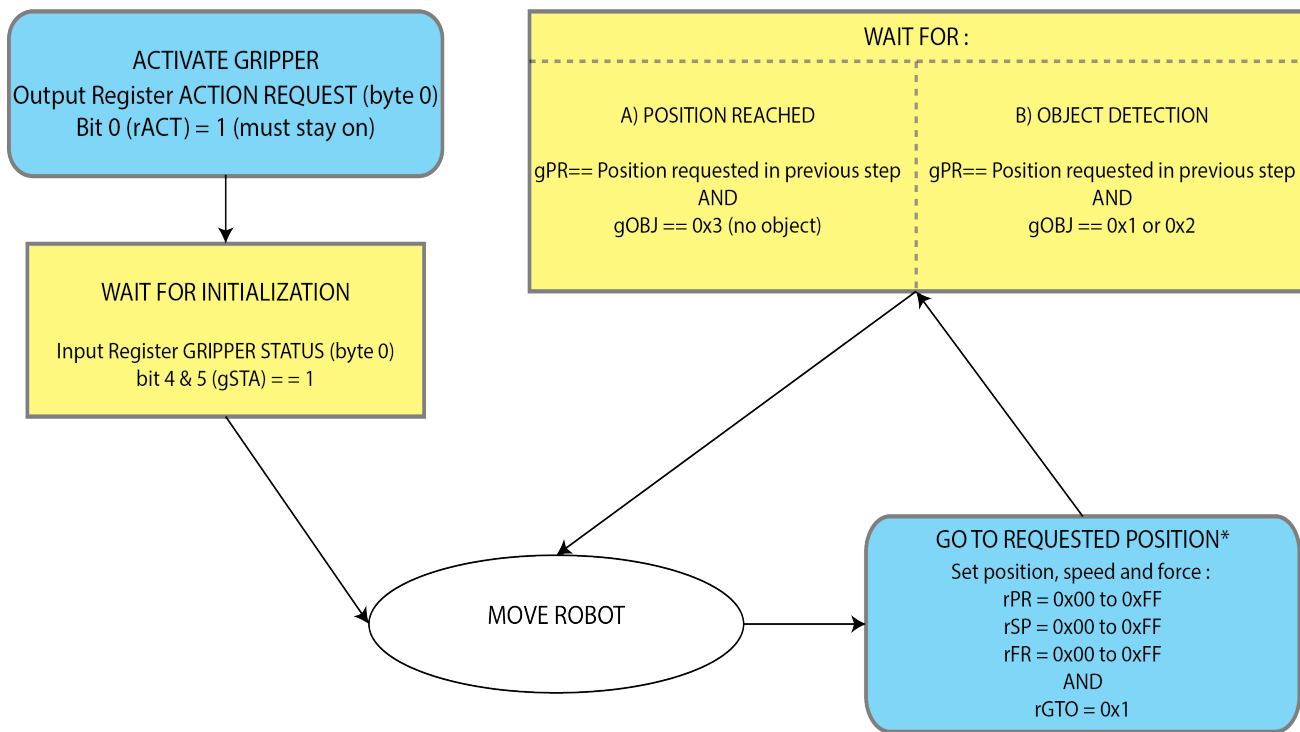 ACTIVATE GRIPPER
Output Register ACTION REQUEST (byte 0)
Bit 0 (rACT) = 1 (must stay on)
WAIT FOR INITIALIZATION
Input Register GRIPPER STATUS (byte 0)
bit 4 & 5 (gSTA) = = 1
MOVE ROBOT
GO TO REQUESTED POSITION*
Set position, speed and force :
rPR = 0x00 to 0xFF
rSP = 0x00 to 0xFF
rFR = 0x00 to 0xFF
AND
rGTO = 0x1
WAIT FOR :
A) POSITION REACHED
gPR== Position requested in previous step
AND
gOBJ == 0x3 (no object)
B) OBJECT DETECTION
gPR== Position requested in previous step
AND
gOBJ == 0x1 or 0x2